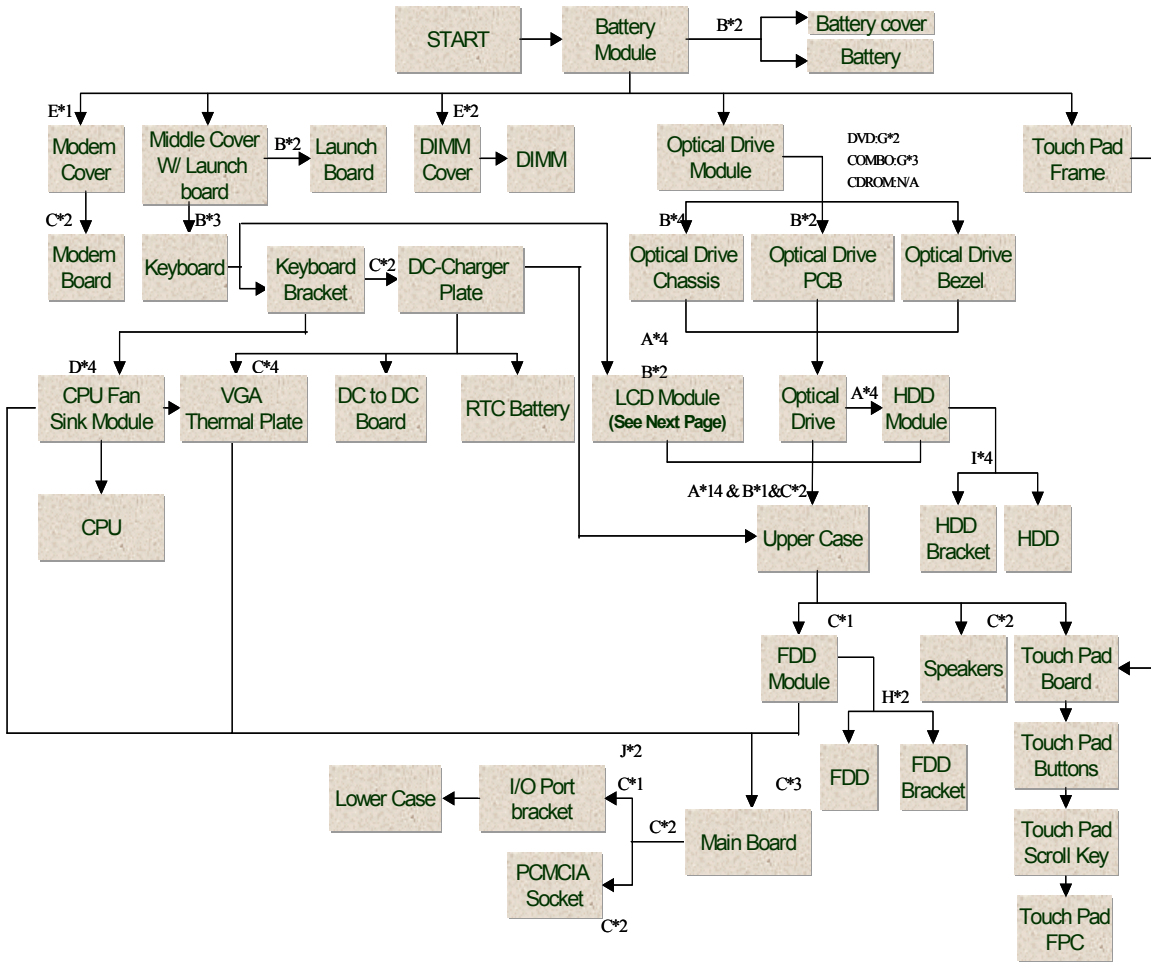 START
Battery
Module
B*2
Battery cover
Battery
E*1
E*2
Modem
Cover
Middle Cover
W/ Launch
board
B*2
Launch
Board
DIMM
Cover
DIMM
Optical Drive
Module
DVD:G*2
COMBO:G*3
CDROM:N/A
Touch Pad
Frame
C*2
B*3
B*4
B*2
Modem
Board
Keyboard
Keyboard
Bracket
C*2
DC-Charger
Plate
Optical Drive
Chassis
Optical Drive
PCB
Optical Drive
Bezel
A*4
D*4
C*4
B*2
CPU Fan
Sink Module
VGA
Thermal Plate
DC to DC
Board
RTC Battery
LCD Module
(See Next Page)
Optical
Drive
A*4
HDD
Module
I*4
A*14 & B*1&C*2
CPU
Upper Case
HDD
Bracket
HDD
C*1
C*2
FDD
Module
Speakers
Touch Pad
Board
H*2
FDD
FDD
Bracket
Touch Pad
Buttons
J*2
C*1
C*3
Lower Case
I/O Port
bracket
C*2
Main Board
Touch Pad
Scroll Key
PCMCIA
Socket
C*2
Touch Pad
FPC